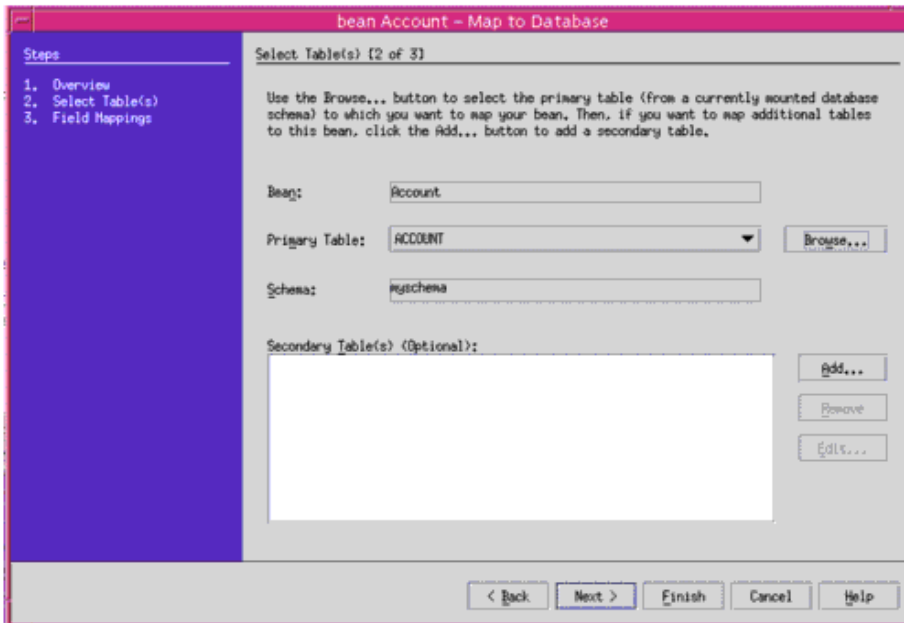 bean Account - Map to Database
Steps
1. Overview
2. Select Table(s)
3. Field Mappings
Select Table(s) [2 of 3]
Use the Browse... button to select the primary table (from a currently mounted database
schema) to which you want to map your bean. Then, if you want to map additional tables
to this bean, click the Add... button to add a secondary table.
Bean: Account
Primary Table: ACCOUNT Browse...
Schema: myschema
Secondary Table(s) (Optional):
Add...
Remove
Edit...
< Back Next > Finish Cancel Help